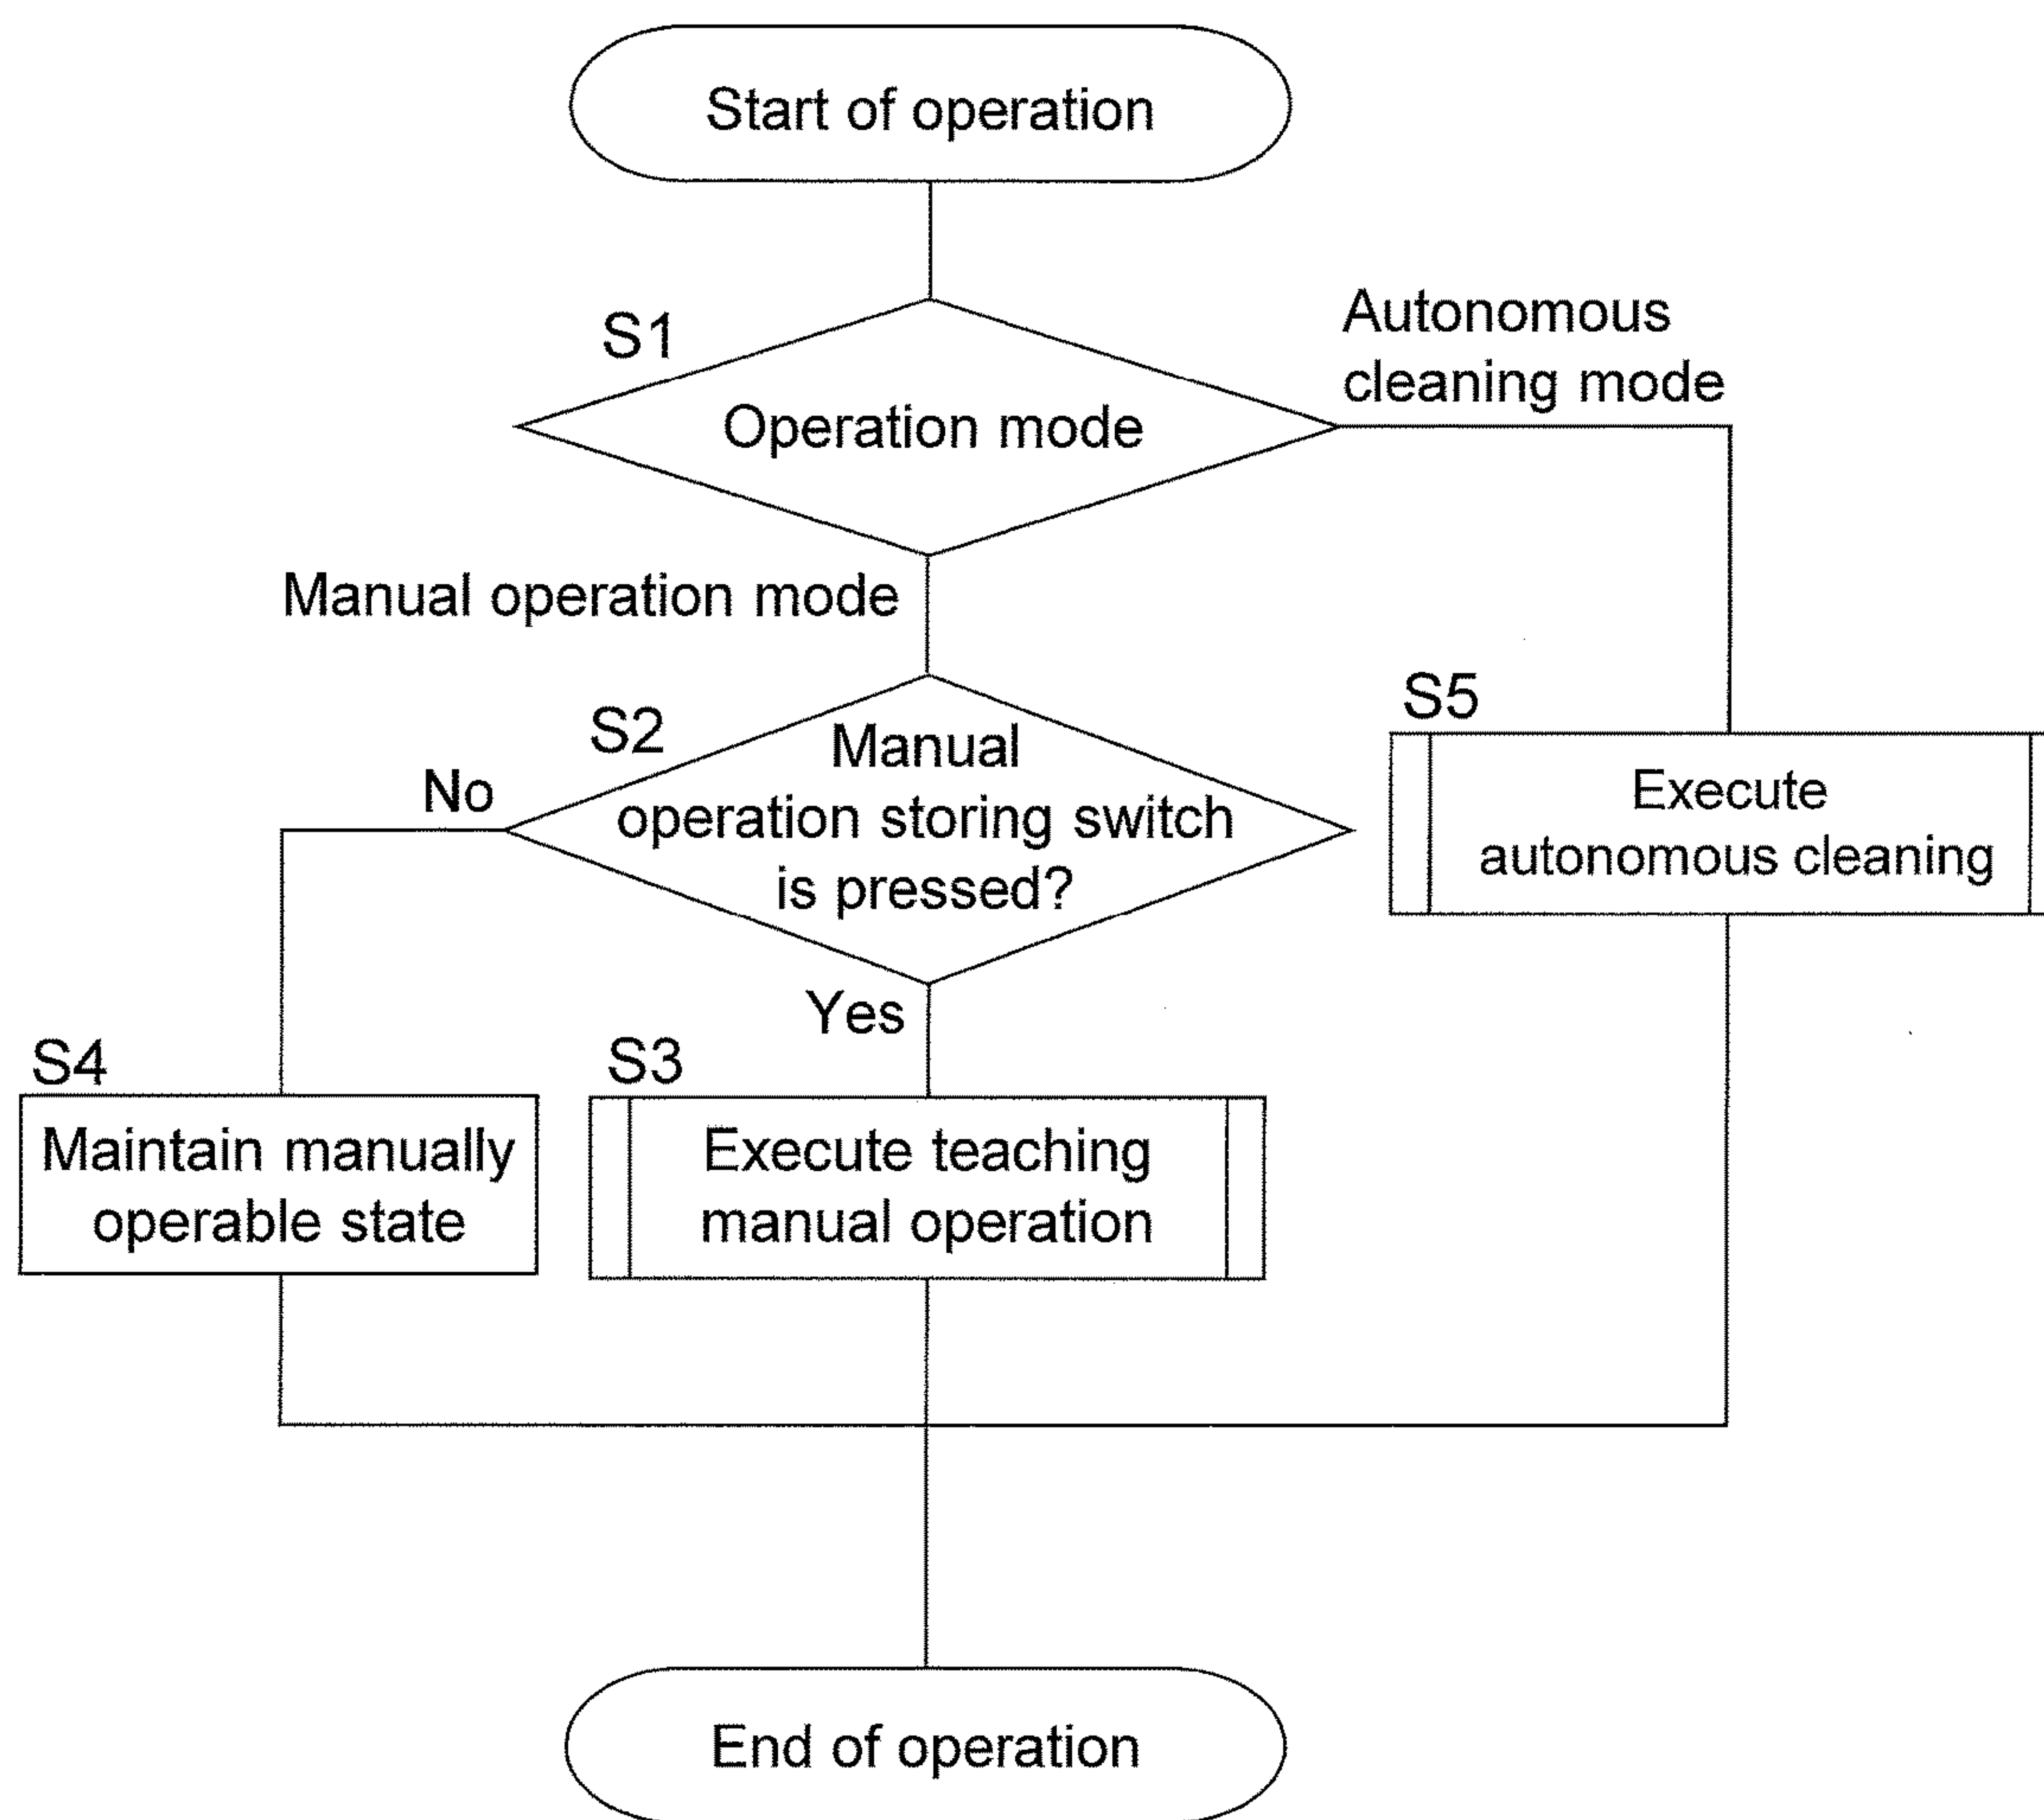 Start of operation
S1
Operation mode
Autonomous
cleaning mode
Manual operation mode
S2
Manual
operation storing switch
is pressed?
No
Yes
S5
Execute
autonomous cleaning
S4
Maintain manually
operable state
S3
Execute teaching
manual operation
End of operation